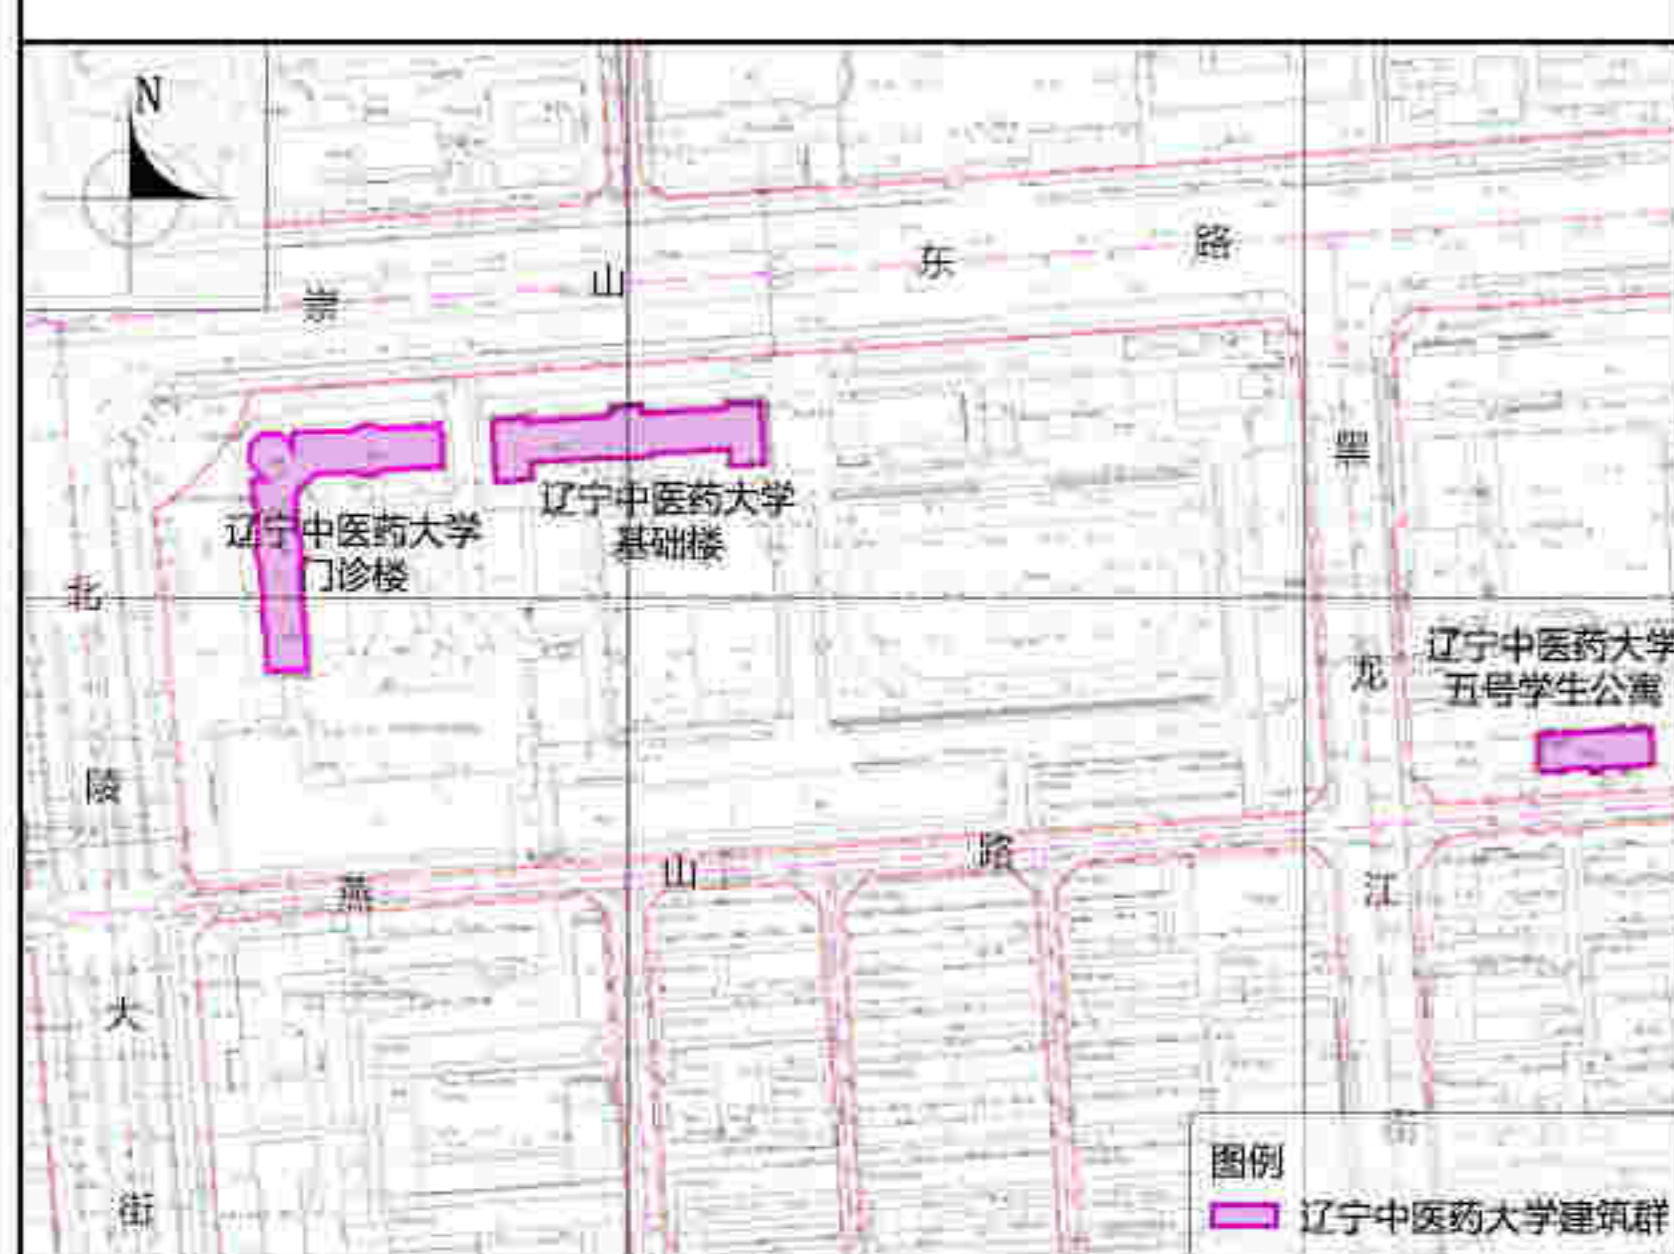 N
崇山东路
辽宁中医药大学
门诊楼
辽宁中医药大学
基础楼
辽宁中医药大学
五号学生公寓
北陵大街
黑龙江街
燕山路
图例
辽宁中医药大学建筑群